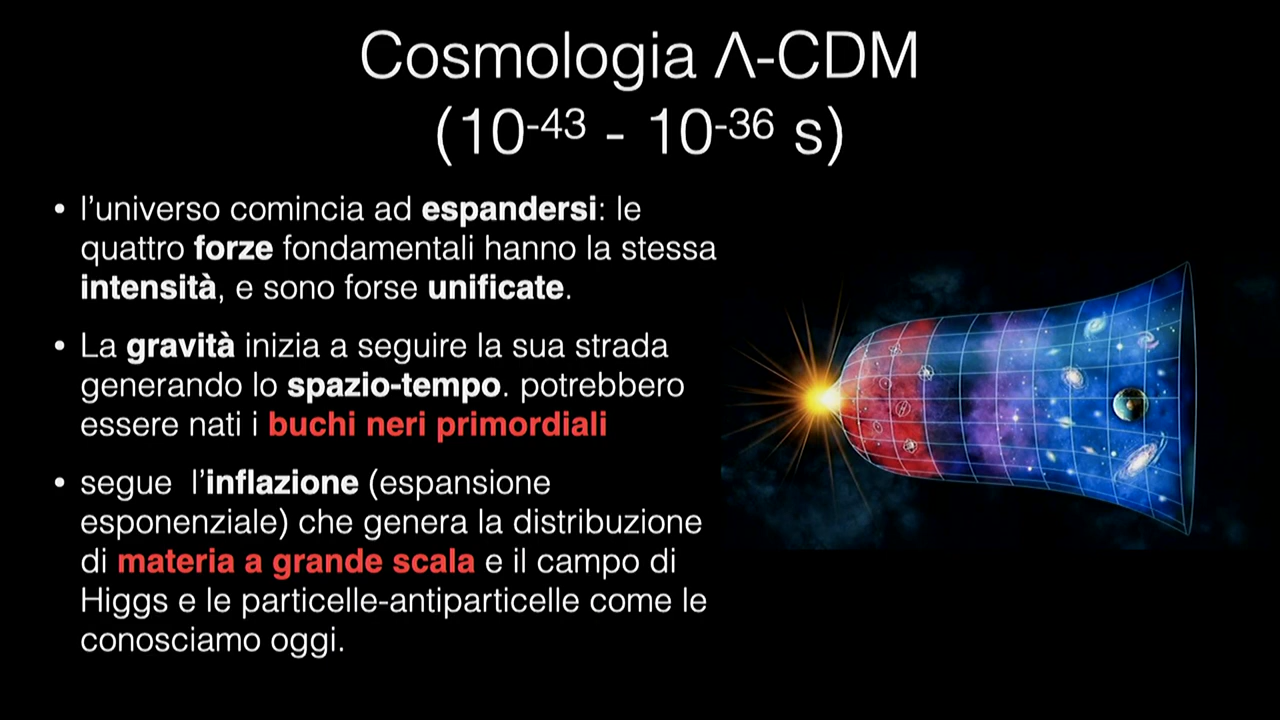 Cosmologia Λ-CDM
(10⁻⁴³ - 10⁻³⁶ s)
• l’universo comincia ad espandersi: le
quattro forze fondamentali hanno la stessa
intensità, e sono forse unificate.
• La gravità inizia a seguire la sua strada
generando lo spazio-tempo. potrebbero
essere nati i buchi neri primordiali
• segue  l’inflazione (espansione
esponenziale) che genera la distribuzione
di materia a grande scala e il campo di
Higgs e le particelle-antiparticelle come le
conosciamo oggi.